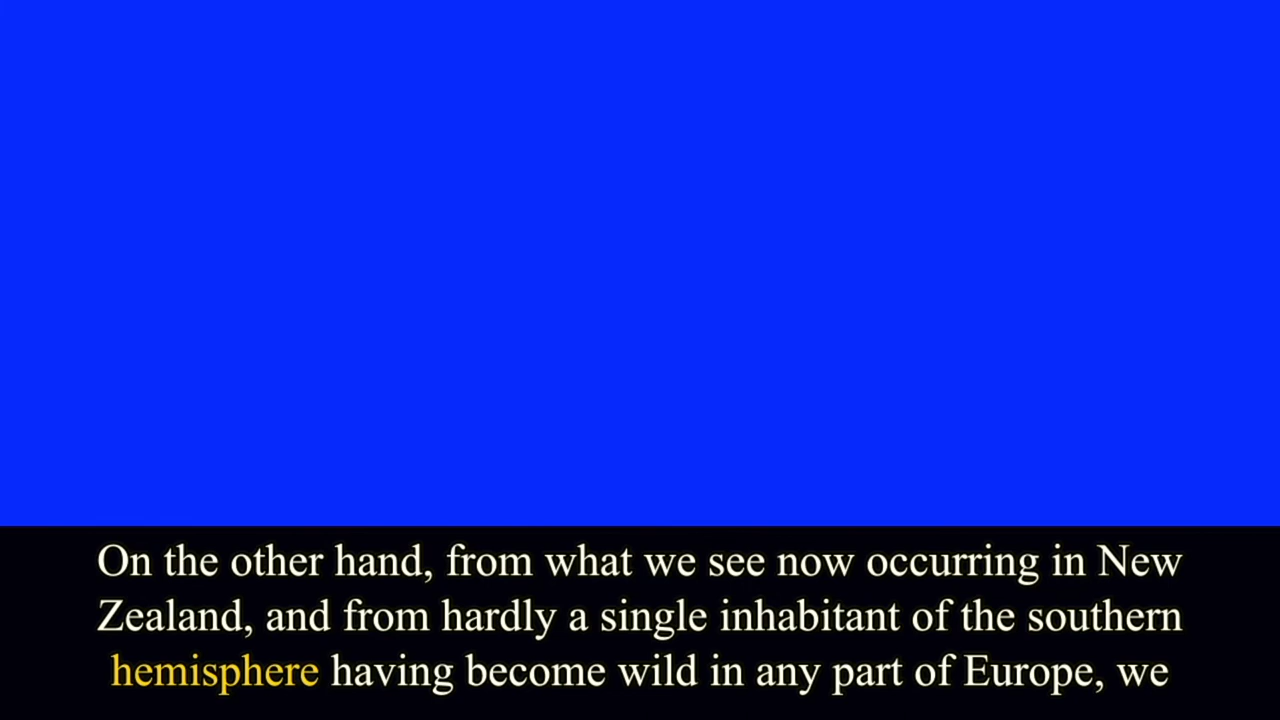 On the other hand, from what we see now occurring in New
Zealand, and from hardly a single inhabitant of the southern
hemisphere having become wild in any part of Europe, we